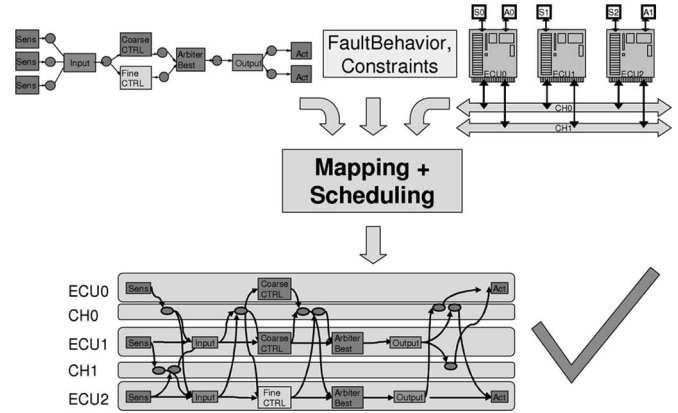 Sens
Sens
Sens
Input
Coarse
CTRL
Fine
CTRL
Arbiter
Best
Output
Act
Act
FaultBehavior,
Constraints
S0
A0
S1
S2
A1
ECU0
ECU1
ECU2
CH0
CH1
Mapping +
Scheduling
ECU0
Sens
Coarse
CTRL
Act
CH0
ECU1
Sens
Input
Coarse
CTRL
Arbiter
Best
Output
CH1
ECU2
Sens
Input
Fine
CTRL
Arbiter
Best
Output
Act